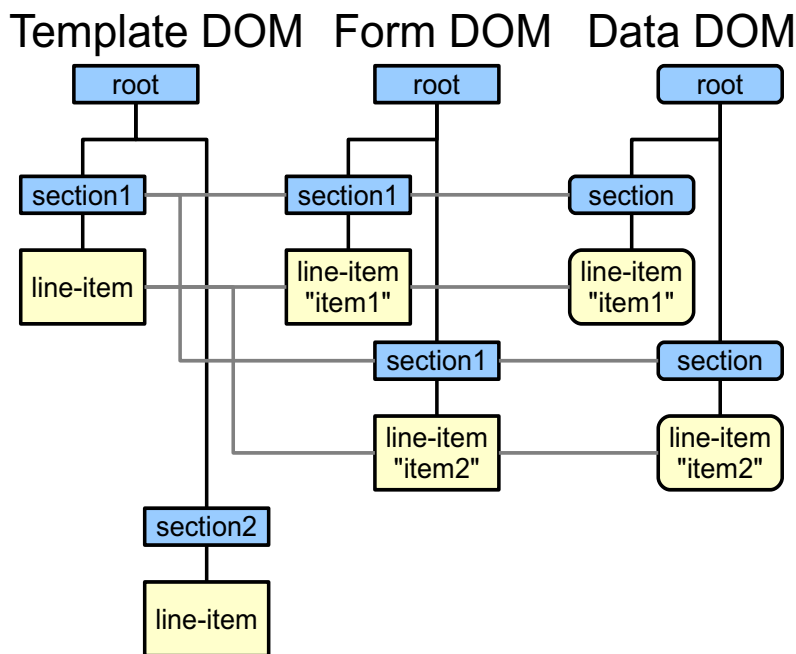 Template DOM Form DOM Data DOM
root root root
section1 section1 section
line-item line-item line-item
"item1" "item1"
section1 section
line-item line-item
"item2" "item2"
section2
line-item